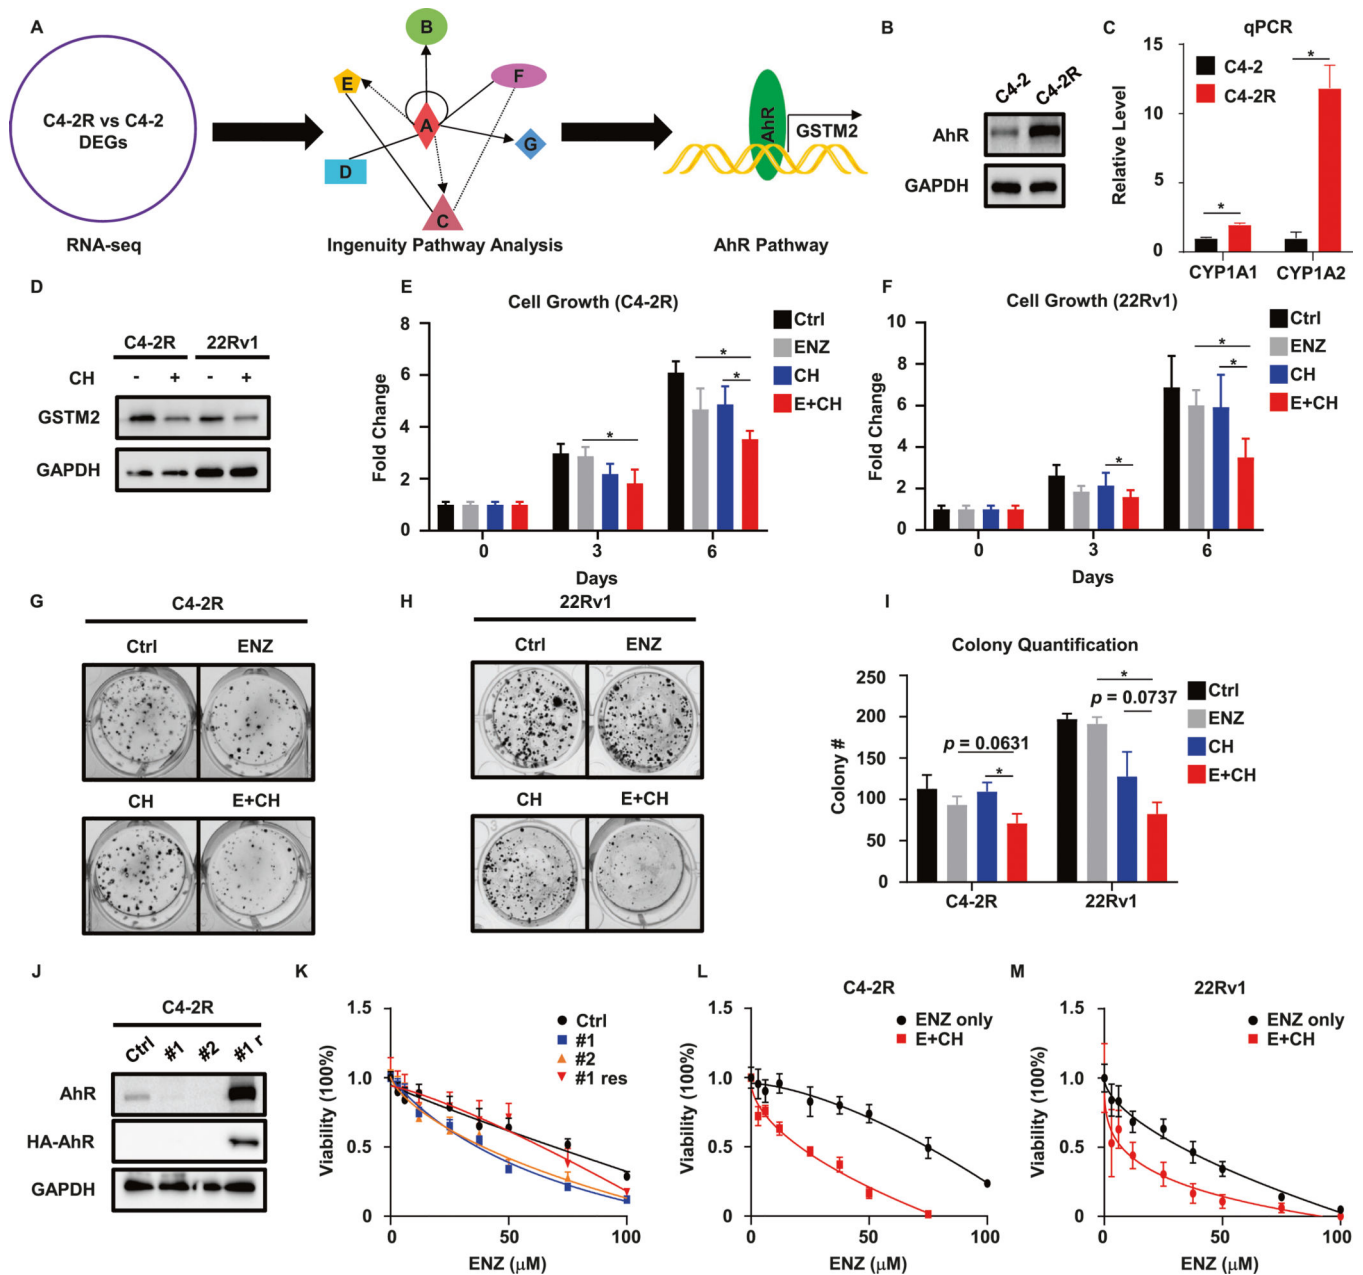 A
C4-2R vs C4-2
DEGs
RNA-seq
B
E
F
A
G
D
C
Ingenuity Pathway Analysis
AhR
GSTM2
AhR Pathway
B
C4-2
C4-2R
AhR
GAPDH
C
qPCR
C4-2
C4-2R
Relative Level
15
10
5
0
*
*
CYP1A1
CYP1A2
D
C4-2R
22Rv1
CH
-
+
-
+
GSTM2
GAPDH
E
Cell Growth (C4-2R)
Fold Change
8
6
4
2
0
*
*
*
0
3
6
Days
Ctrl
ENZ
CH
E+CH
F
Cell Growth (22Rv1)
Fold Change
10
8
6
4
2
0
*
*
*
0
3
6
Days
Ctrl
ENZ
CH
E+CH
G
C4-2R
Ctrl
ENZ
CH
E+CH
H
22Rv1
Ctrl
ENZ
CH
E+CH
I
Colony Quantification
Colony #
250
200
150
100
50
0
p = 0.0631
*
*
p = 0.0737
C4-2R
22Rv1
Ctrl
ENZ
CH
E+CH
J
C4-2R
Ctrl
#1
#2
#1 r
AhR
HA-AhR
GAPDH
K
Viability (100%)
1.5
1.0
0.5
0
Ctrl
#1
#2
#1 res
0
50
100
ENZ (μM)
L
C4-2R
Viability (100%)
1.5
1.0
0.5
0
ENZ only
E+CH
0
50
100
ENZ (μM)
M
22Rv1
Viability (100%)
1.5
1.0
0.5
0
ENZ only
E+CH
0
50
100
ENZ (μM)